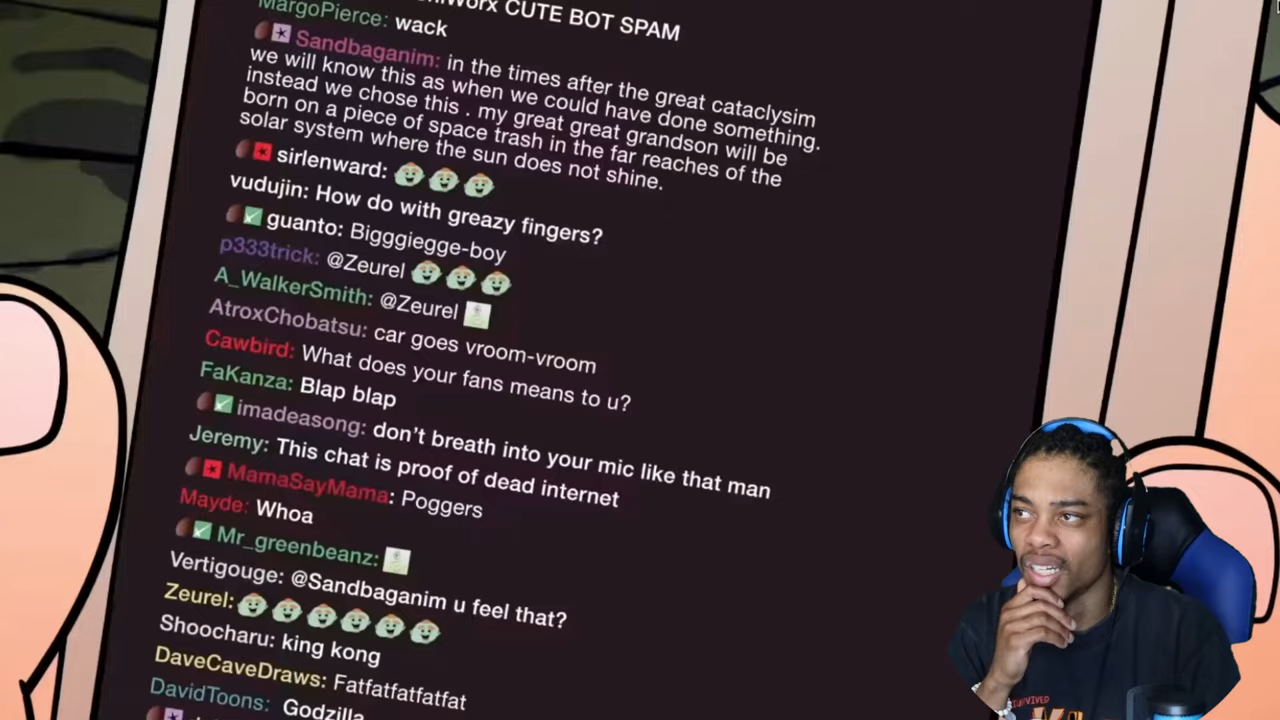 CUTE BOT SPAM
MargoPierce: wack
Sandbaganim: in the times after the great cataclysim
we will know this as when we could have done something.
instead we chose this . my great great grandson will be
born on a piece of space trash in the far reaches of the
solar system where the sun does not shine.
sirlenward:
vudujin: How do with greazy fingers?
guanto: Bigggiegge-boy
p333trick: @Zeurel
A_WalkerSmith: @Zeurel
AtroxChobatsu: car goes vroom-vroom
Cawbird: What does your fans means to u?
FaKanza: Blap blap
imadeasong: don't breath into your mic like that man
Jeremy: This chat is proof of dead internet
MamaSayMama: Poggers
Mayde: Whoa
Mr_greenbeanz:
Vertigouge: @Sandbaganim u feel that?
Zeurel:
Shoocharu: king kong
DaveCaveDraws: Fatfatfatfatfat
DavidToons: Godzilla